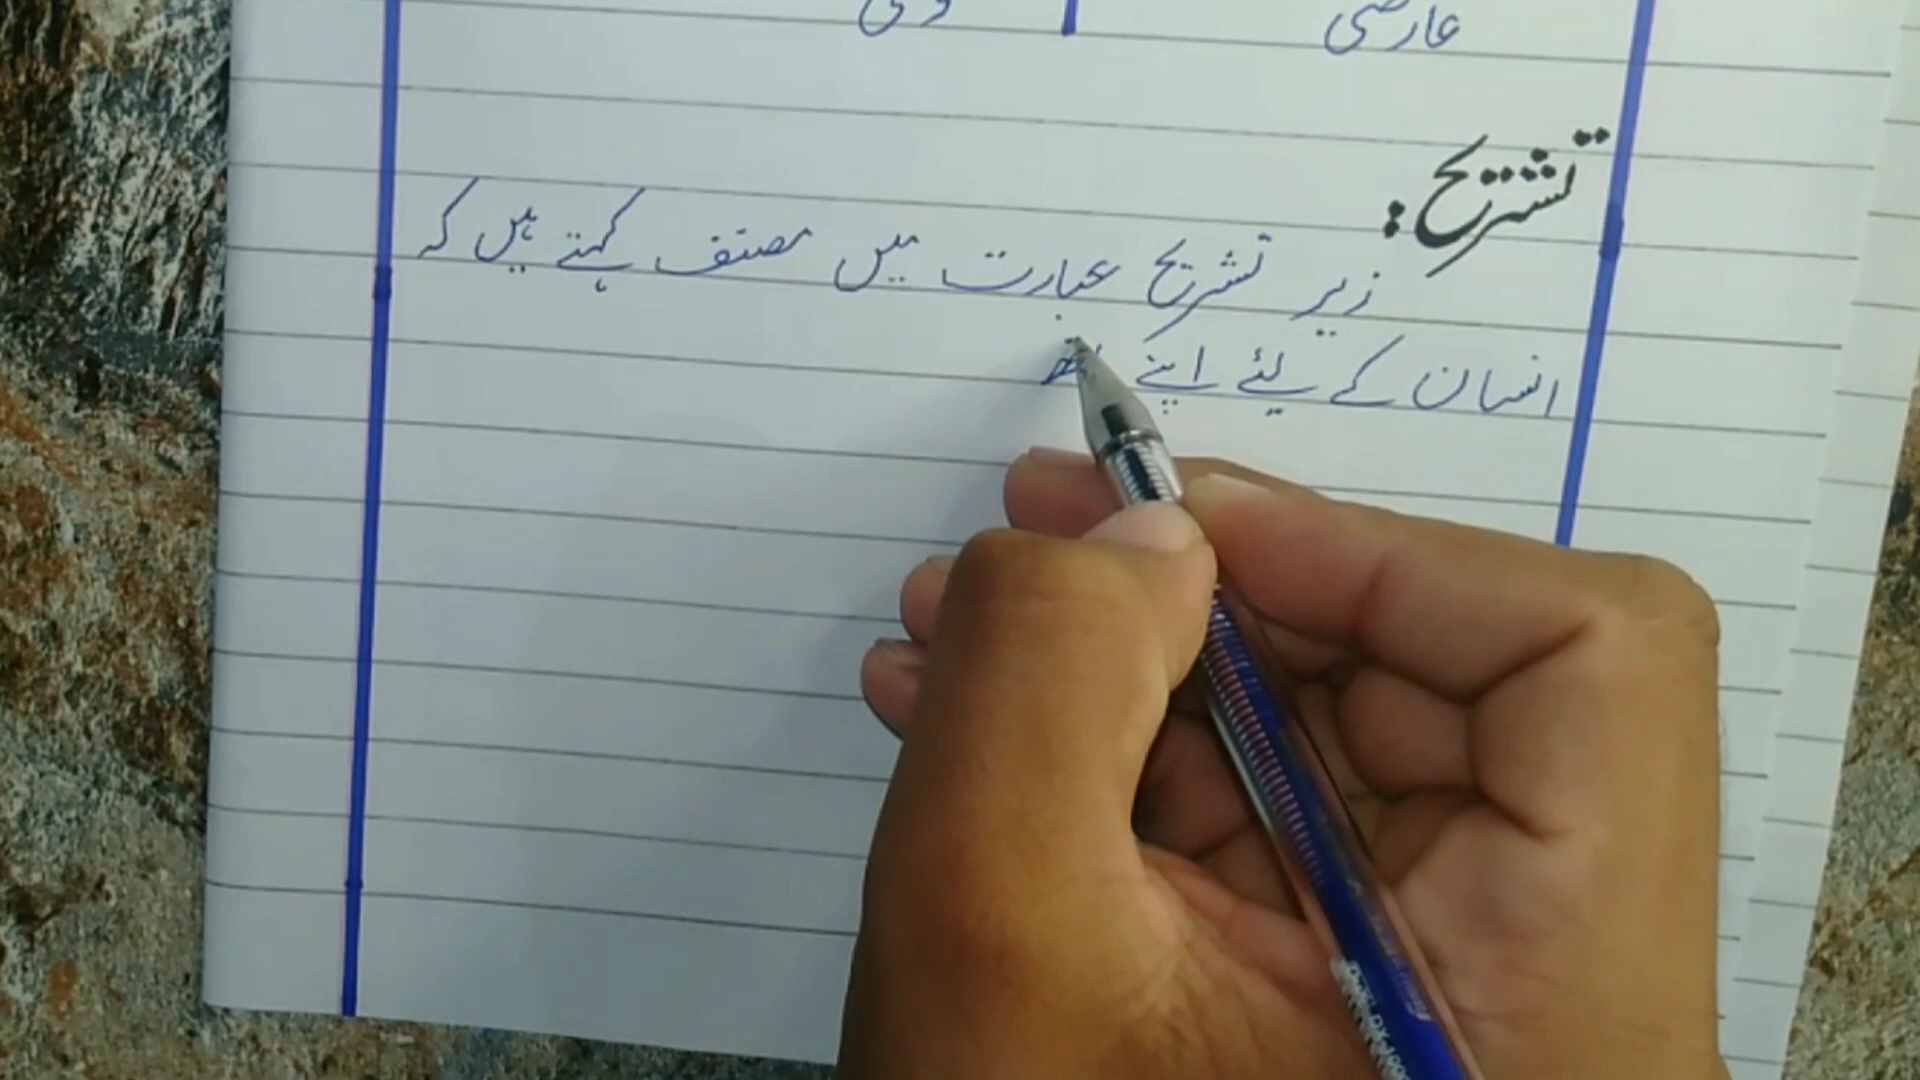 عارضی
تشریح:
زیر تشریح عبارت میں مصنف کہتے ہیں کہ
انسان کے لئے اپنے